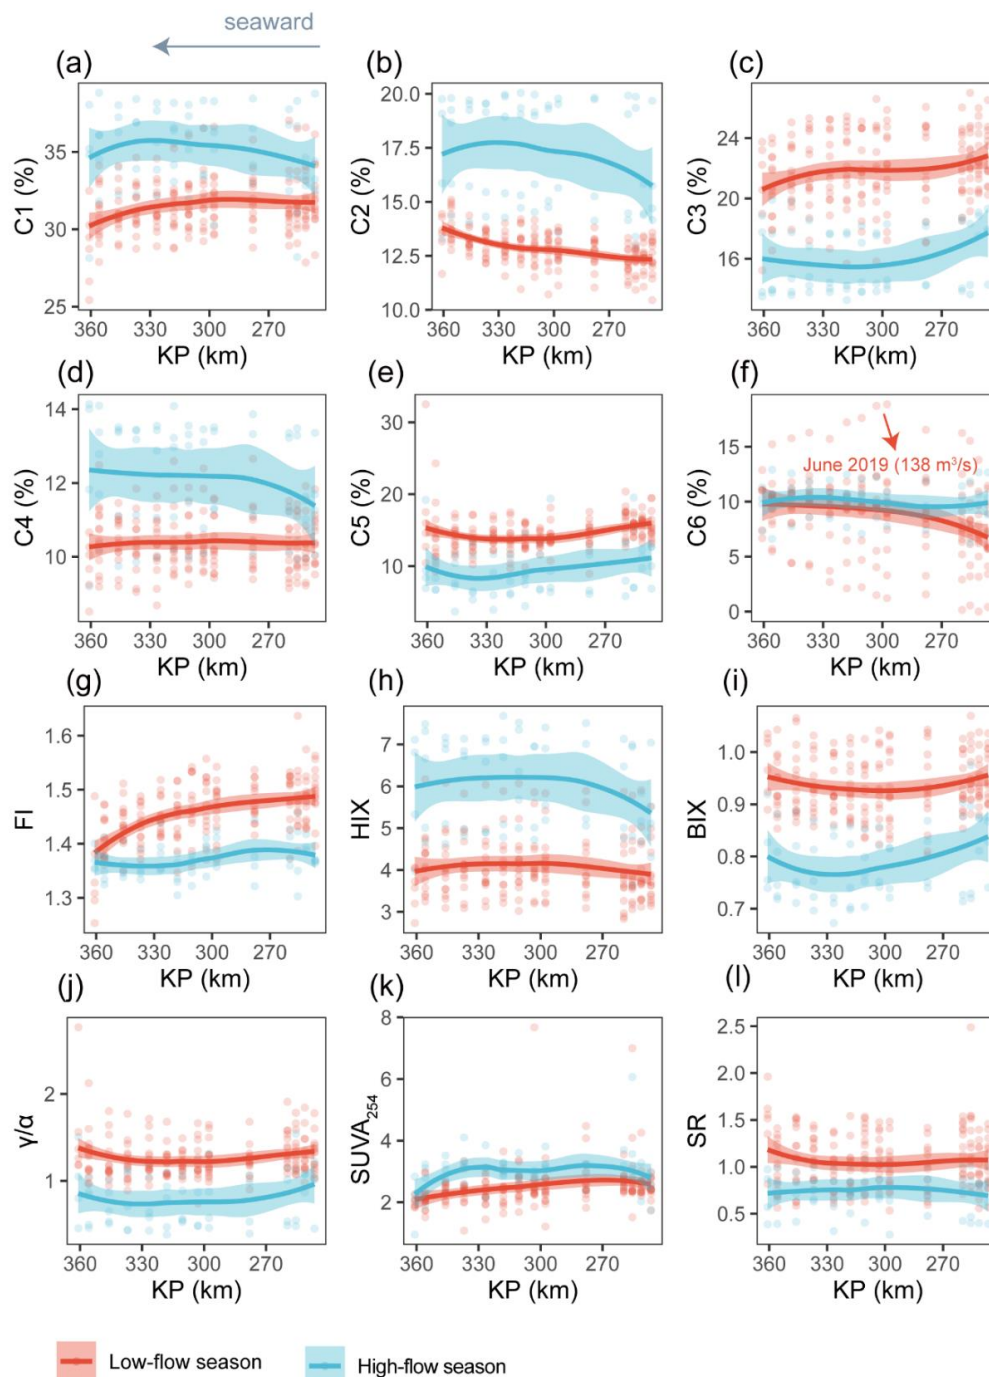 seaward
(a) (b) (c)
C1 (%)
35
30
25
360 330 300 270
KP (km)
C2 (%)
20.0
17.5
15.0
12.5
10.0
360 330 300 270
KP (km)
C3 (%)
24
20
16
360 330 300 270
KP(km)
(d) (e) (f)
C4 (%)
14
12
10
360 330 300 270
KP (km)
C5 (%)
30
20
10
360 330 300 270
KP (km)
C6 (%)
15
10
5
0
June 2019 (138 m³/s)
360 330 300 270
KP (km)
(g) (h) (i)
FI
1.6
1.5
1.4
1.3
360 330 300 270
KP (km)
HIX
7
6
5
4
3
360 330 300 270
KP (km)
BIX
1.0
0.9
0.8
0.7
360 330 300 270
KP (km)
(j) (k) (l)
γ/α
2
1
360 330 300 270
KP (km)
SUVA₂₅₄
8
6
4
2
360 330 300 270
KP (km)
SR
2.5
2.0
1.5
1.0
0.5
360 330 300 270
KP (km)
Low-flow season
High-flow season